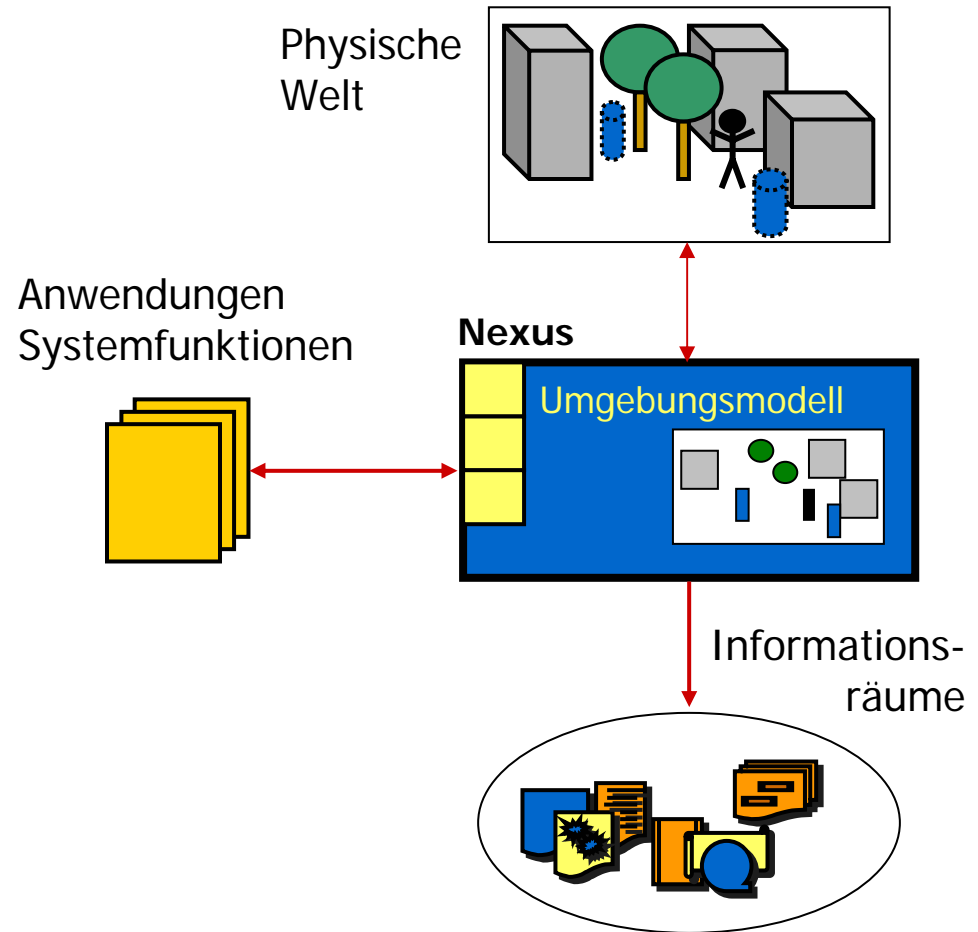 Physische
Welt
Anwendungen
Systemfunktionen
Nexus
Umgebungsmodell
Informations-
räume